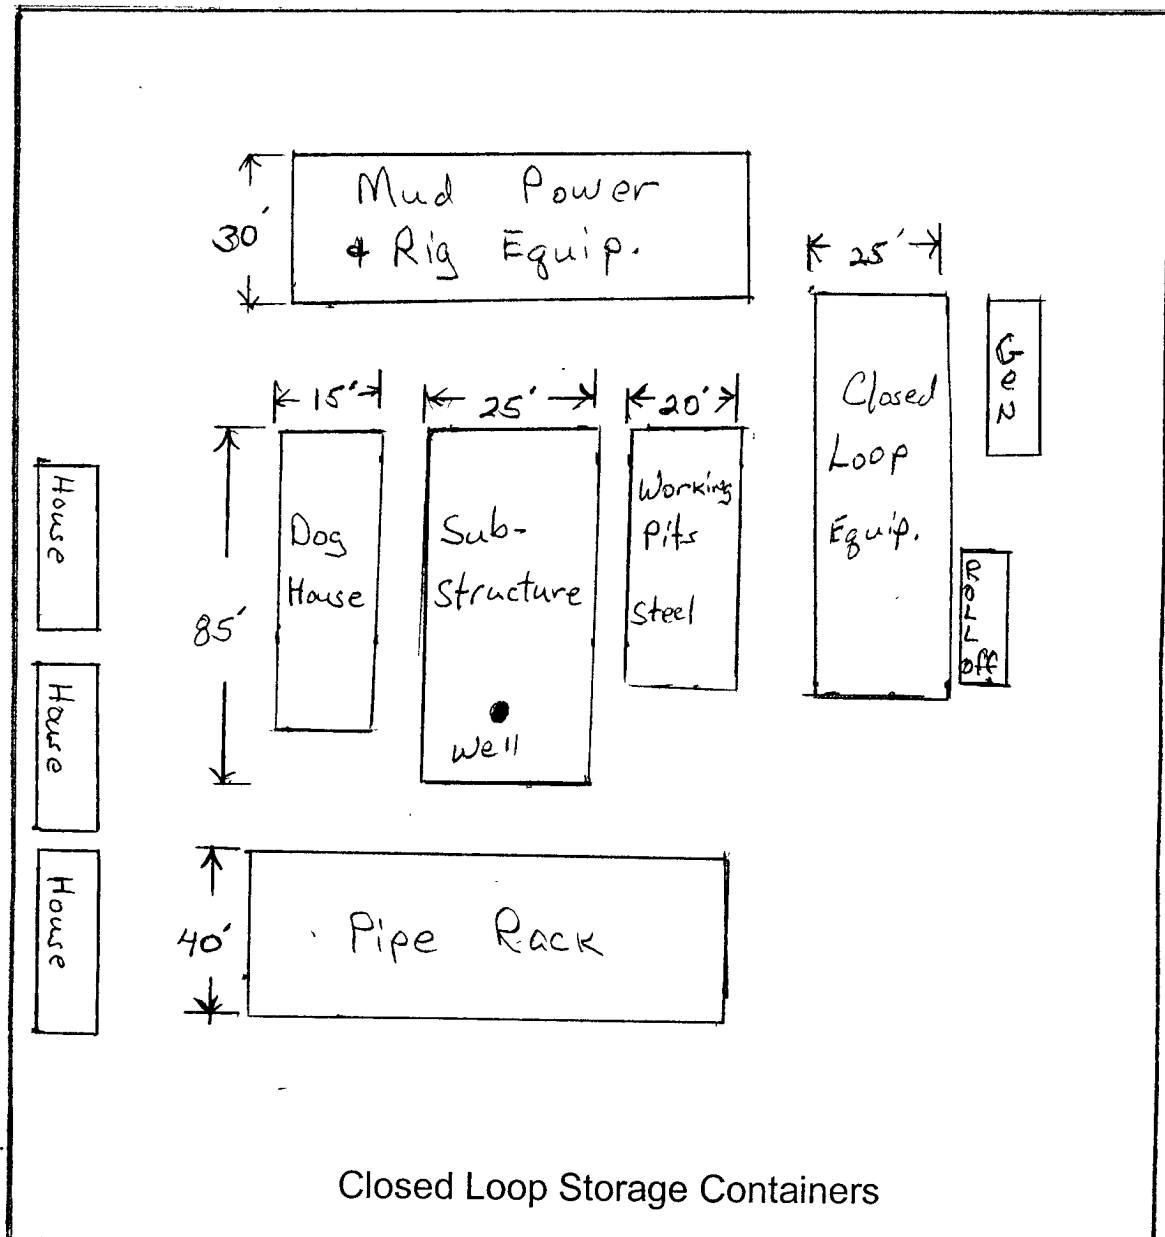 Mud Power
& Rig Equip.
30'
25'
Gen
15'
25'
20'
Closed
Loop
Equip.
House
Dog
House
Sub-
Structure
Working
Pits
Steel
Roll
off
85'
Well
House
40'
Pipe Rack
House
Closed Loop Storage Containers